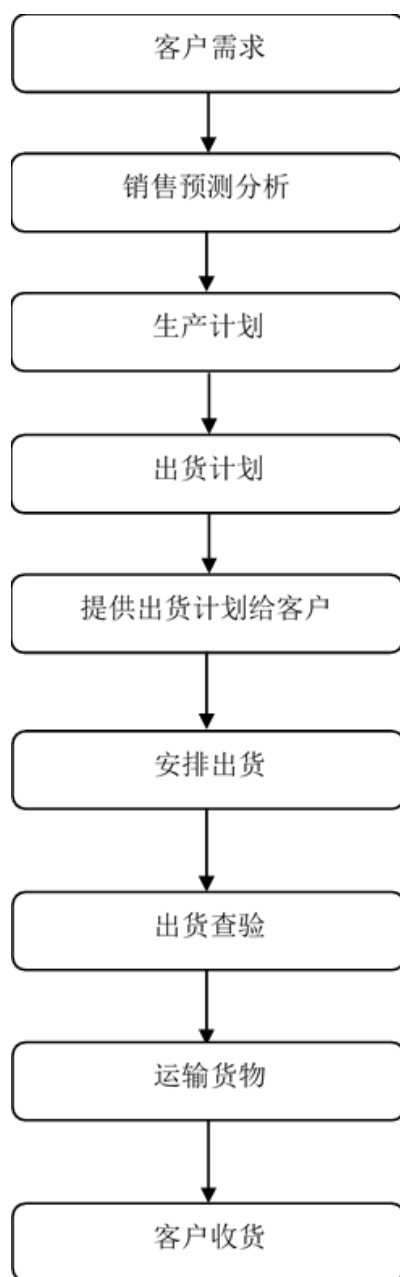 客户需求
销售预测分析
生产计划
出货计划
提供出货计划给客户
安排出货
出货查验
运输货物
客户收货